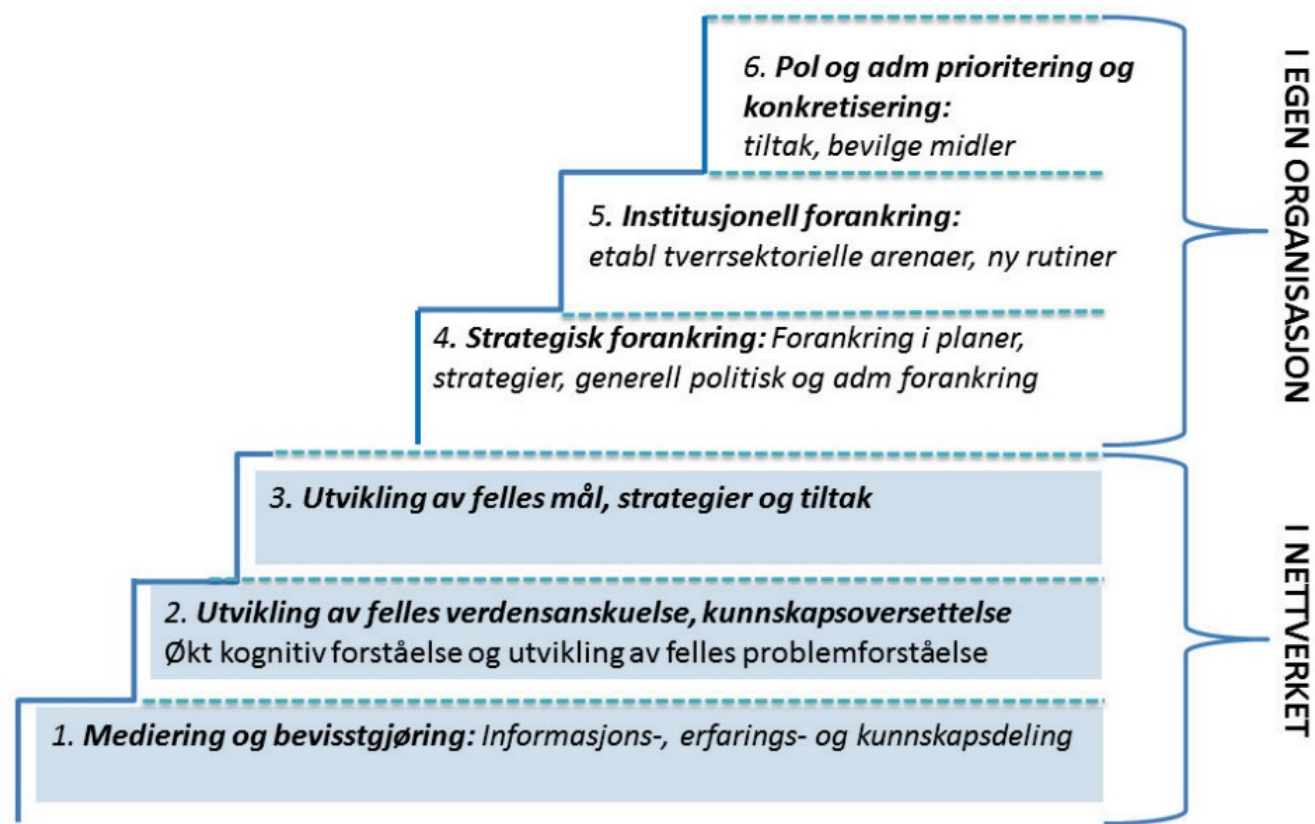 6. Pol og adm prioritering og
konkretisering:
tiltak, bevilge midler
5. Institusjonell forankring:
etabl tverrsektorielle arenaer, ny rutiner
4. Strategisk forankring: Forankring i planer,
strategier, generell politisk og adm forankring
I EGEN ORGANISASJON
3. Utvikling av felles mål, strategier og tiltak
2. Utvikling av felles verdensanskuelse, kunnskapsoversettelse
Økt kognitiv forståelse og utvikling av felles problemforståelse
1. Mediering og bevisstgjøring: Informasjons-, erfarings- og kunnskapsdeling
I NETTVERKET